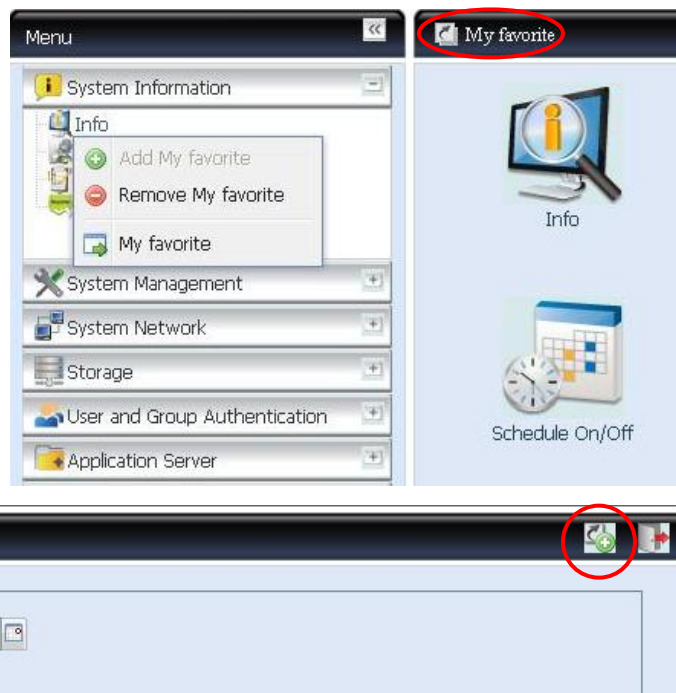 Menu
My favorite
System Information
Info
Add My favorite
Remove My favorite
My favorite
System Management
System Network
Storage
User and Group Authentication
Application Server
Info
Schedule On/Off